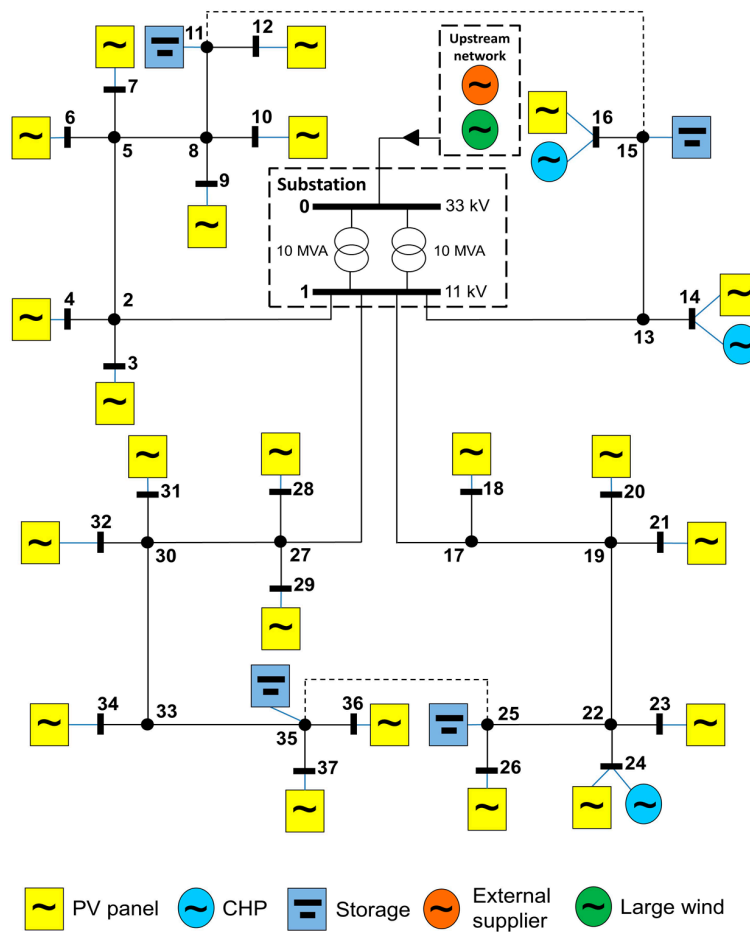 11
12
7
Upstream
network
6
10
16
5
8
15
9
Substation
0
33 kV
10 MVA
10 MVA
1
11 kV
4
2
14
13
3
31
28
18
20
32
21
30
27
17
19
29
34
36
25
22
23
33
35
37
26
24
PV panel
CHP
Storage
External
supplier
Large wind